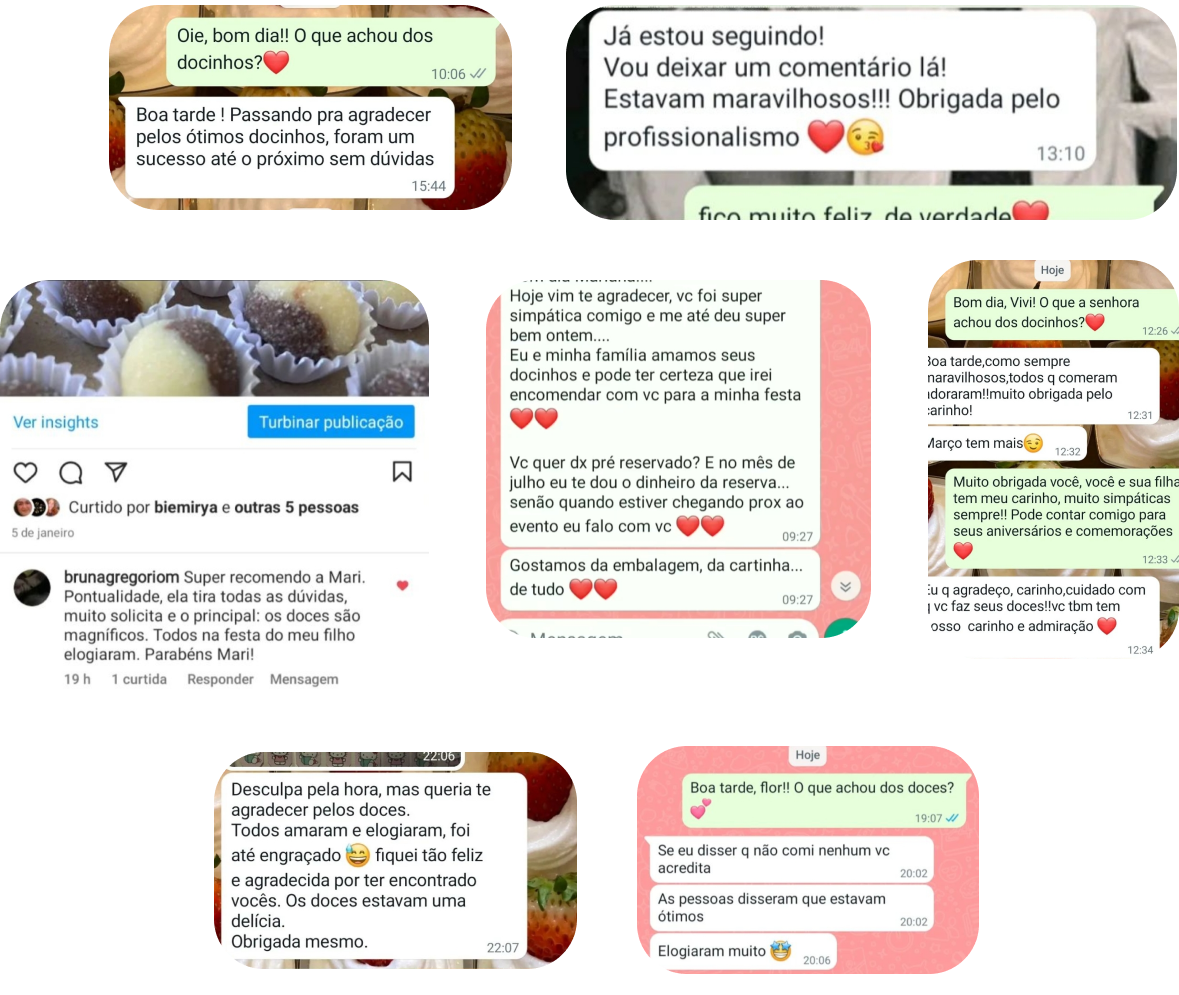 Oie, bom dia!! O que achou dos
docinhos?❤️
10:06
Boa tarde ! Passando pra agradecer
pelos ótimos docinhos, foram um
sucesso até o próximo sem dúvidas
15:44
Já estou seguindo!
Vou deixar um comentário lá!
Estavam maravilhosos!!! Obrigada pelo
profissionalismo ❤️😘
13:10
fico muito feliz, de verdade❤️
Ver insights
Turbinar publicação
Curtido por biemirya e outras 5 pessoas
5 de janeiro
brunagregoriom Super recomendo a Mari.
Pontualidade, ela tira todas as dúvidas,
muito solicita e o principal: os doces são
magníficos. Todos na festa do meu filho
elogiaram. Parabéns Mari!
19 h 1 curtida Responder Mensagem
Hoje vim te agradecer, vc foi super
simpática comigo e me até deu super
bem ontem....
Eu e minha família amamos seus
docinhos e pode ter certeza que irei
encomendar com vc para a minha festa
❤️❤️
Vc quer dx pré reservado? E no mês de
julho eu te dou o dinheiro da reserva...
senão quando estiver chegando prox ao
evento eu falo com vc ❤️❤️
09:27
Gostamos da embalagem, da cartinha...
de tudo ❤️❤️
09:27
Mensagem
Hoje
Bom dia, Vivi! O que a senhora
achou dos docinhos?❤️
12:26
Boa tarde,como sempre
maravilhosos,todos q comeram
adoraram!!muito obrigada pelo
carinho!
12:31
Março tem mais😉
12:32
Muito obrigada você, você e sua filha
tem meu carinho, muito simpáticas
sempre!! Pode contar comigo para
seus aniversários e comemorações
❤️
12:33
Eu q agradeço, carinho,cuidado com
q vc faz seus doces!!vc tbm tem
nosso carinho e admiração ❤️
12:34
22:06
Desculpa pela hora, mas queria te
agradecer pelos doces.
Todos amaram e elogiaram, foi
até engraçado 😅 fiquei tão feliz
e agradecida por ter encontrado
vocês. Os doces estavam uma
delícia.
Obrigada mesmo.
22:07
Hoje
Boa tarde, flor!! O que achou dos doces?
💕
19:07
Se eu disser q não comi nenhum vc
acredita
20:02
As pessoas disseram que estavam
ótimos
20:02
Elogiaram muito 🤩
20:06